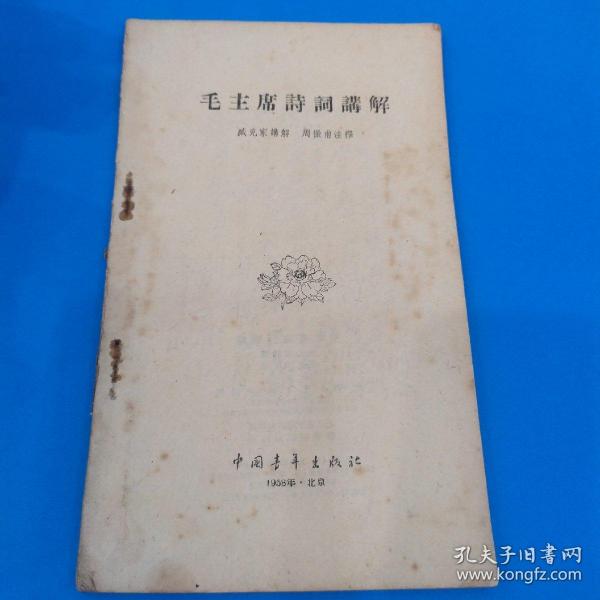 毛主席詩詞講解
臧克家講解 周振甫注釋
中国青年出版社
1958年·北京
孔夫子旧书网
www.kongfz.com